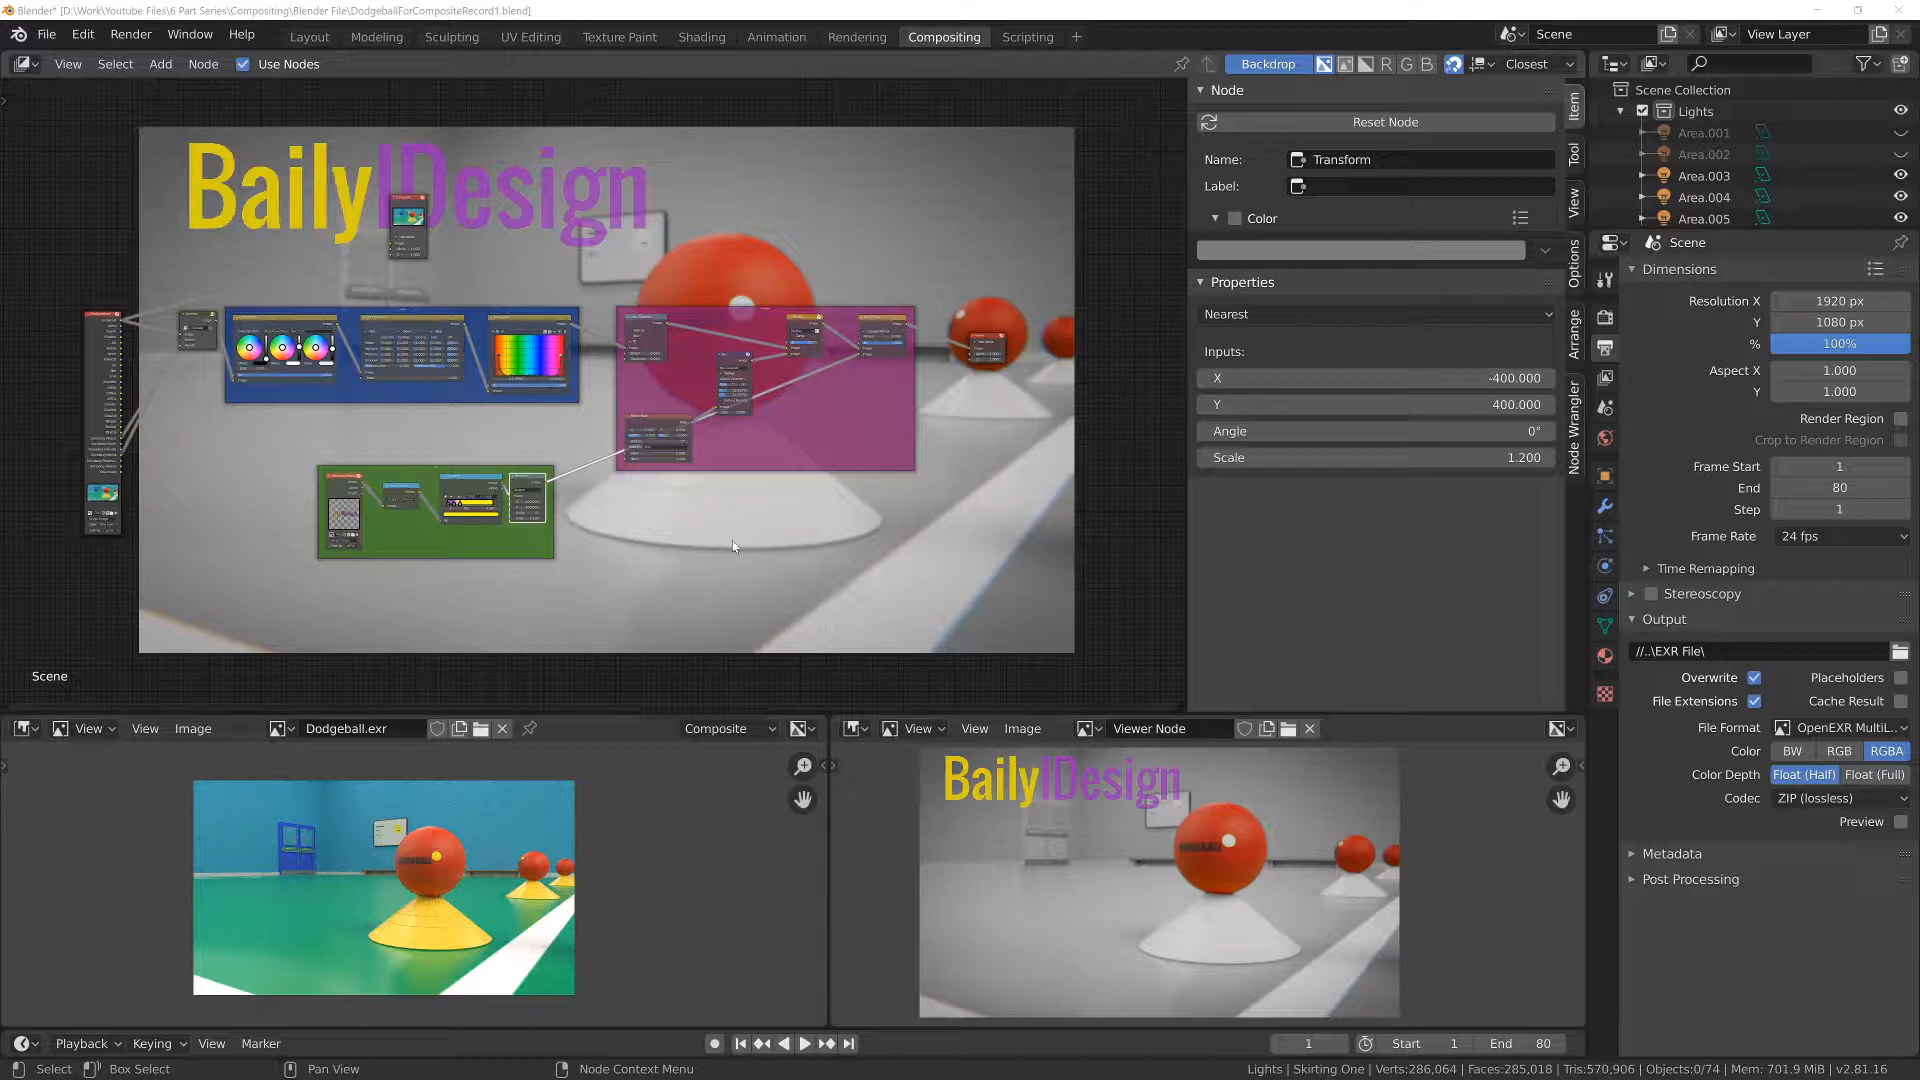 Blender* [D:\Work\Youtube Files\6 Part Series\Compositing\Blender File\DodgeballForCompositeRecord1.blend]
File Edit Render Window Help Layout Modeling Sculpting UV Editing Texture Paint Shading Animation Rendering Compositing Scripting + Scene View Layer
View Select Add Node Use Nodes Backdrop R G B Closest
BailyIDesign
Scene
Node
Reset Node
Name: Transform
Label:
Color
Properties
Nearest
Inputs:
X -400.000
Y 400.000
Angle 0°
Scale 1.200
Item
Tool
View
Options
Arrange
Node Wrangler
Scene Collection
Lights
Area.001
Area.002
Area.003
Area.004
Area.005
Scene
Dimensions
Resolution X 1920 px
Y 1080 px
% 100%
Aspect X 1.000
Y 1.000
Render Region
Crop to Render Region
Frame Start 1
End 80
Step 1
Frame Rate 24 fps
Time Remapping
Stereoscopy
Output
//..\EXR File\
Overwrite Placeholders
File Extensions Cache Result
File Format OpenEXR MultiL..
Color BW RGB RGBA
Color Depth Float (Half) Float (Full)
Codec ZIP (lossless)
Preview
Metadata
Post Processing
View View Image Dodgeball.exr Composite
View View Image Viewer Node
BailyIDesign
Playback Keying View Marker 1 Start 1 End 80
Select Box Select Pan View Node Context Menu Lights | Skirting One | Verts:286,064 | Faces:285,018 | Tris:570,906 | Objects:0/74 | Mem: 701.9 MiB | v2.81.16